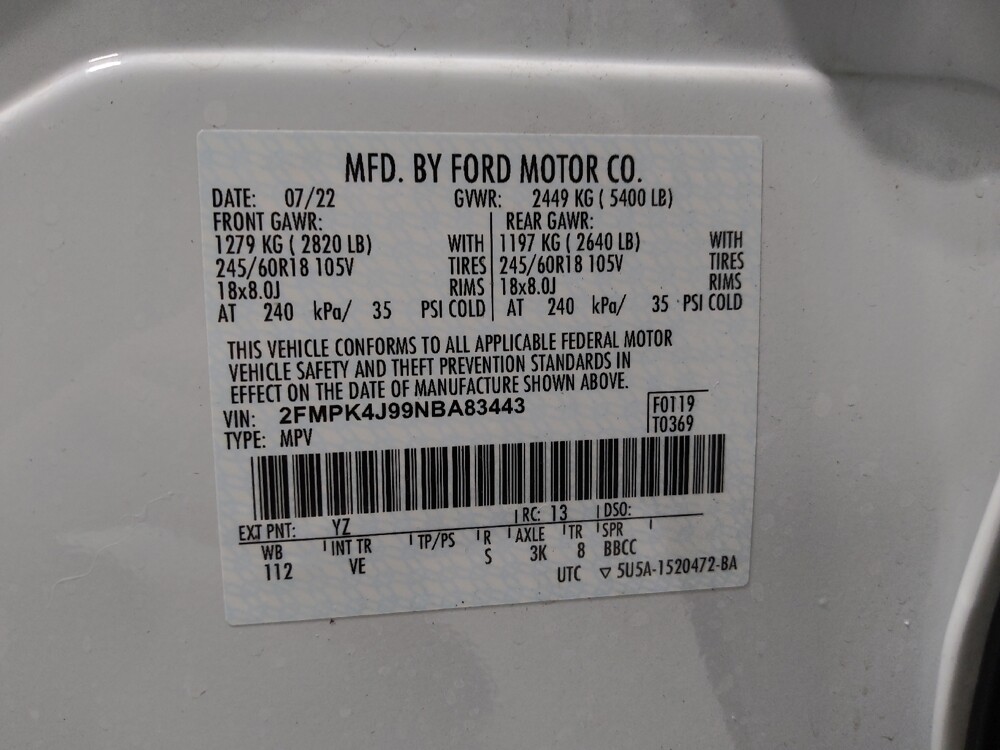 MFD. BY FORD MOTOR CO.
DATE: 07/22 GVWR: 2449 KG ( 5400 LB)
FRONT GAWR: REAR GAWR:
1279 KG ( 2820 LB) WITH 1197 KG ( 2640 LB) WITH
245/60R18 105V TIRES 245/60R18 105V TIRES
18x8.0J RIMS 18x8.0J RIMS
AT 240 kPa/ 35 PSI COLD AT 240 kPa/ 35 PSI COLD
THIS VEHICLE CONFORMS TO ALL APPLICABLE FEDERAL MOTOR
VEHICLE SAFETY AND THEFT PREVENTION STANDARDS IN
EFFECT ON THE DATE OF MANUFACTURE SHOWN ABOVE.
VIN: 2FMPK4J99NBA83443 F0119
TYPE: MPV T0369
EXT PNT: YZ RC: 13 DSO:
WB INT TR TP/PS R AXLE TR SPR
112 VE S 3K 8 BBCC
UTC ▽ 5U5A-1520472-BA